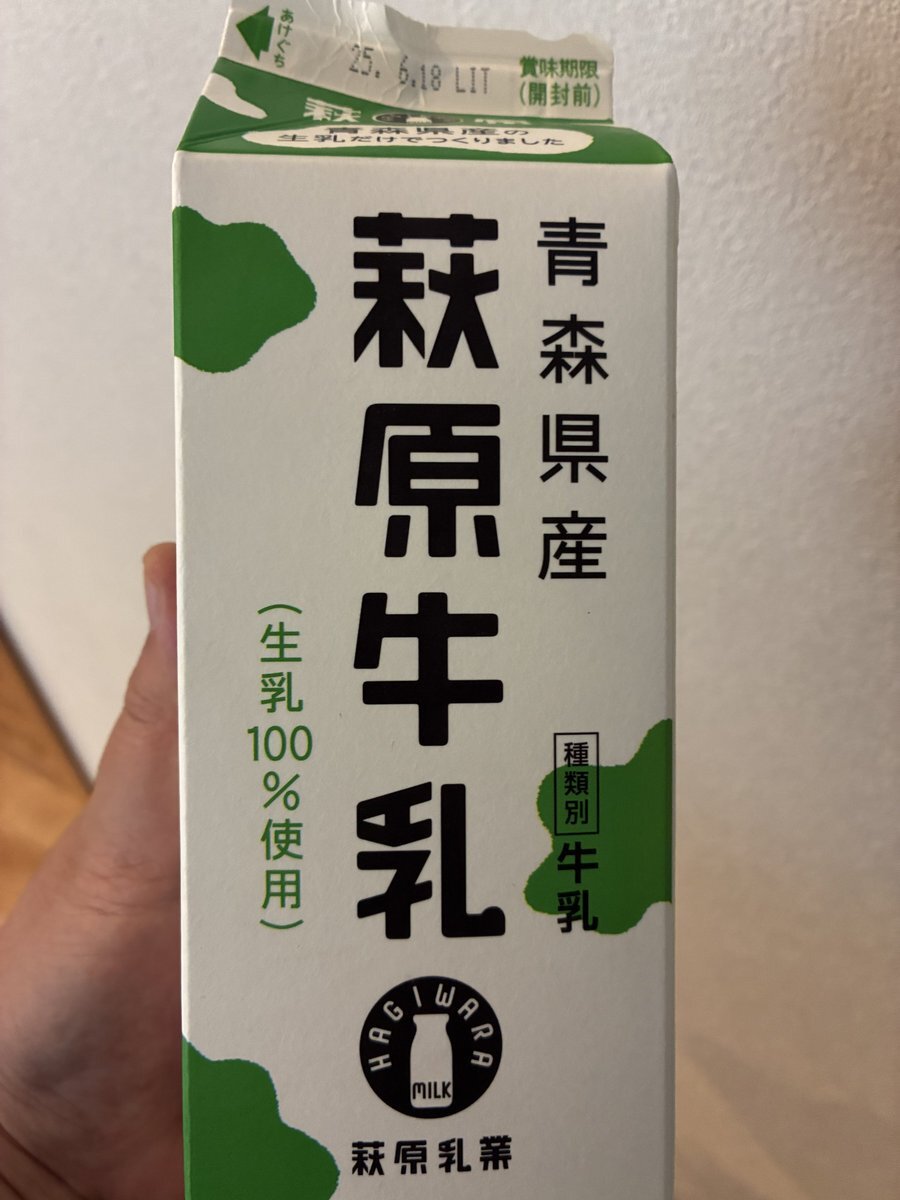 あけぐち
25. 6.18 LIT
賞味期限
(開封前)
青森県産の
生乳だけでつくりました
青森県産
萩原牛乳
(生乳100%使用)
種類別
牛乳
HAGIWARA
MILK
萩原乳業